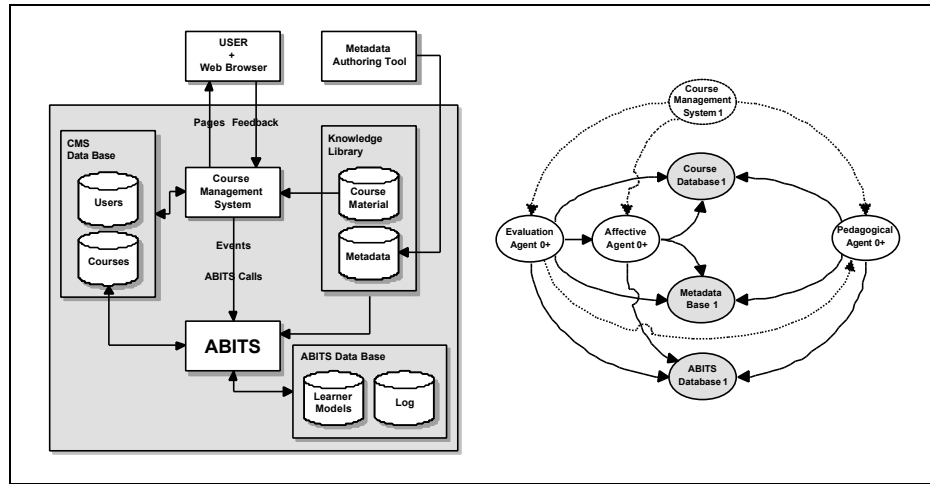 USER
+
Web Browser
Metadata
Authoring Tool
Pages Feedback
CMS
Data Base
Users
Courses
Course
Management
System
Knowledge
Library
Course
Material
Metadata
Events
ABITS Calls
ABITS
ABITS Data Base
Learner
Models
Log
Course
Management
System 1
Course
Database 1
Evaluation
Agent 0+
Affective
Agent 0+
Pedagogical
Agent 0+
Metadata
Base 1
ABITS
Database 1